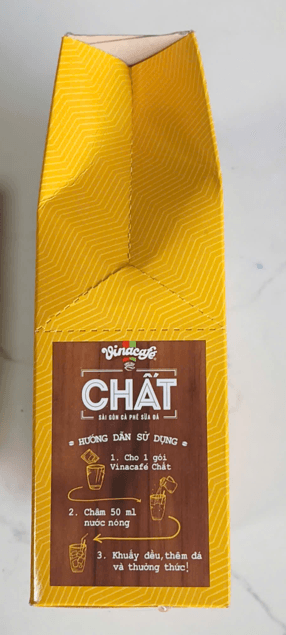 Vinacafé
CHẤT
SÀI GÒN CÀ PHÊ SỮA ĐÁ
HƯỚNG DẪN SỬ DỤNG
1. Cho 1 gói
Vinacafé Chất
2. Châm 50 ml
nước nóng
3. Khuấy đều, thêm đá
và thưởng thức!